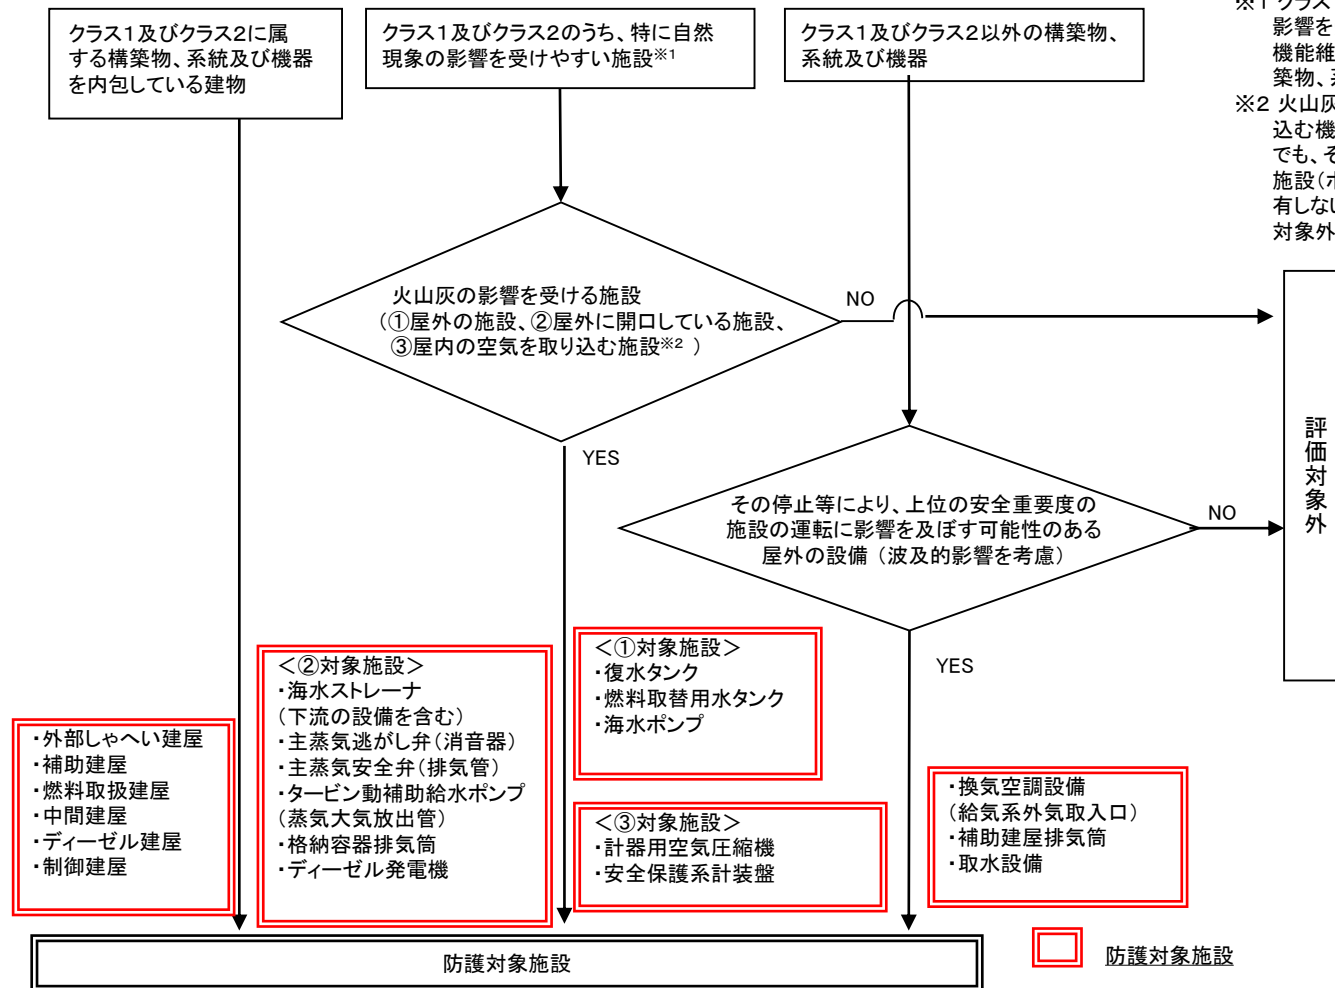 クラス1及びクラス2に属
する構築物、系統及び機器
を内包している建物
クラス1及びクラス2のうち、特に自然
現象の影響を受けやすい施設※1
クラス1及びクラス2以外の構築物、
系統及び機器
※1 クラス
影響を
機能維
築物、系
※2 火山灰
込む機
でも、そ
施設(ポ
有しない
対象外
火山灰の影響を受ける施設
(①屋外の施設、②屋外に開口している施設、
③屋内の空気を取り込む施設※2 )
NO
YES
その停止等により、上位の安全重要度の
施設の運転に影響を及ぼす可能性のある
屋外の設備 (波及的影響を考慮)
NO
YES
評価対象外
・外部しゃへい建屋
・補助建屋
・燃料取扱建屋
・中間建屋
・ディーゼル建屋
・制御建屋
<②対象施設>
・海水ストレーナ
(下流の設備を含む)
・主蒸気逃がし弁(消音器)
・主蒸気安全弁(排気管)
・タービン動補助給水ポンプ
(蒸気大気放出管)
・格納容器排気筒
・ディーゼル発電機
<①対象施設>
・復水タンク
・燃料取替用水タンク
・海水ポンプ
<③対象施設>
・計器用空気圧縮機
・安全保護系計装盤
・換気空調設備
(給気系外気取入口)
・補助建屋排気筒
・取水設備
防護対象施設
防護対象施設